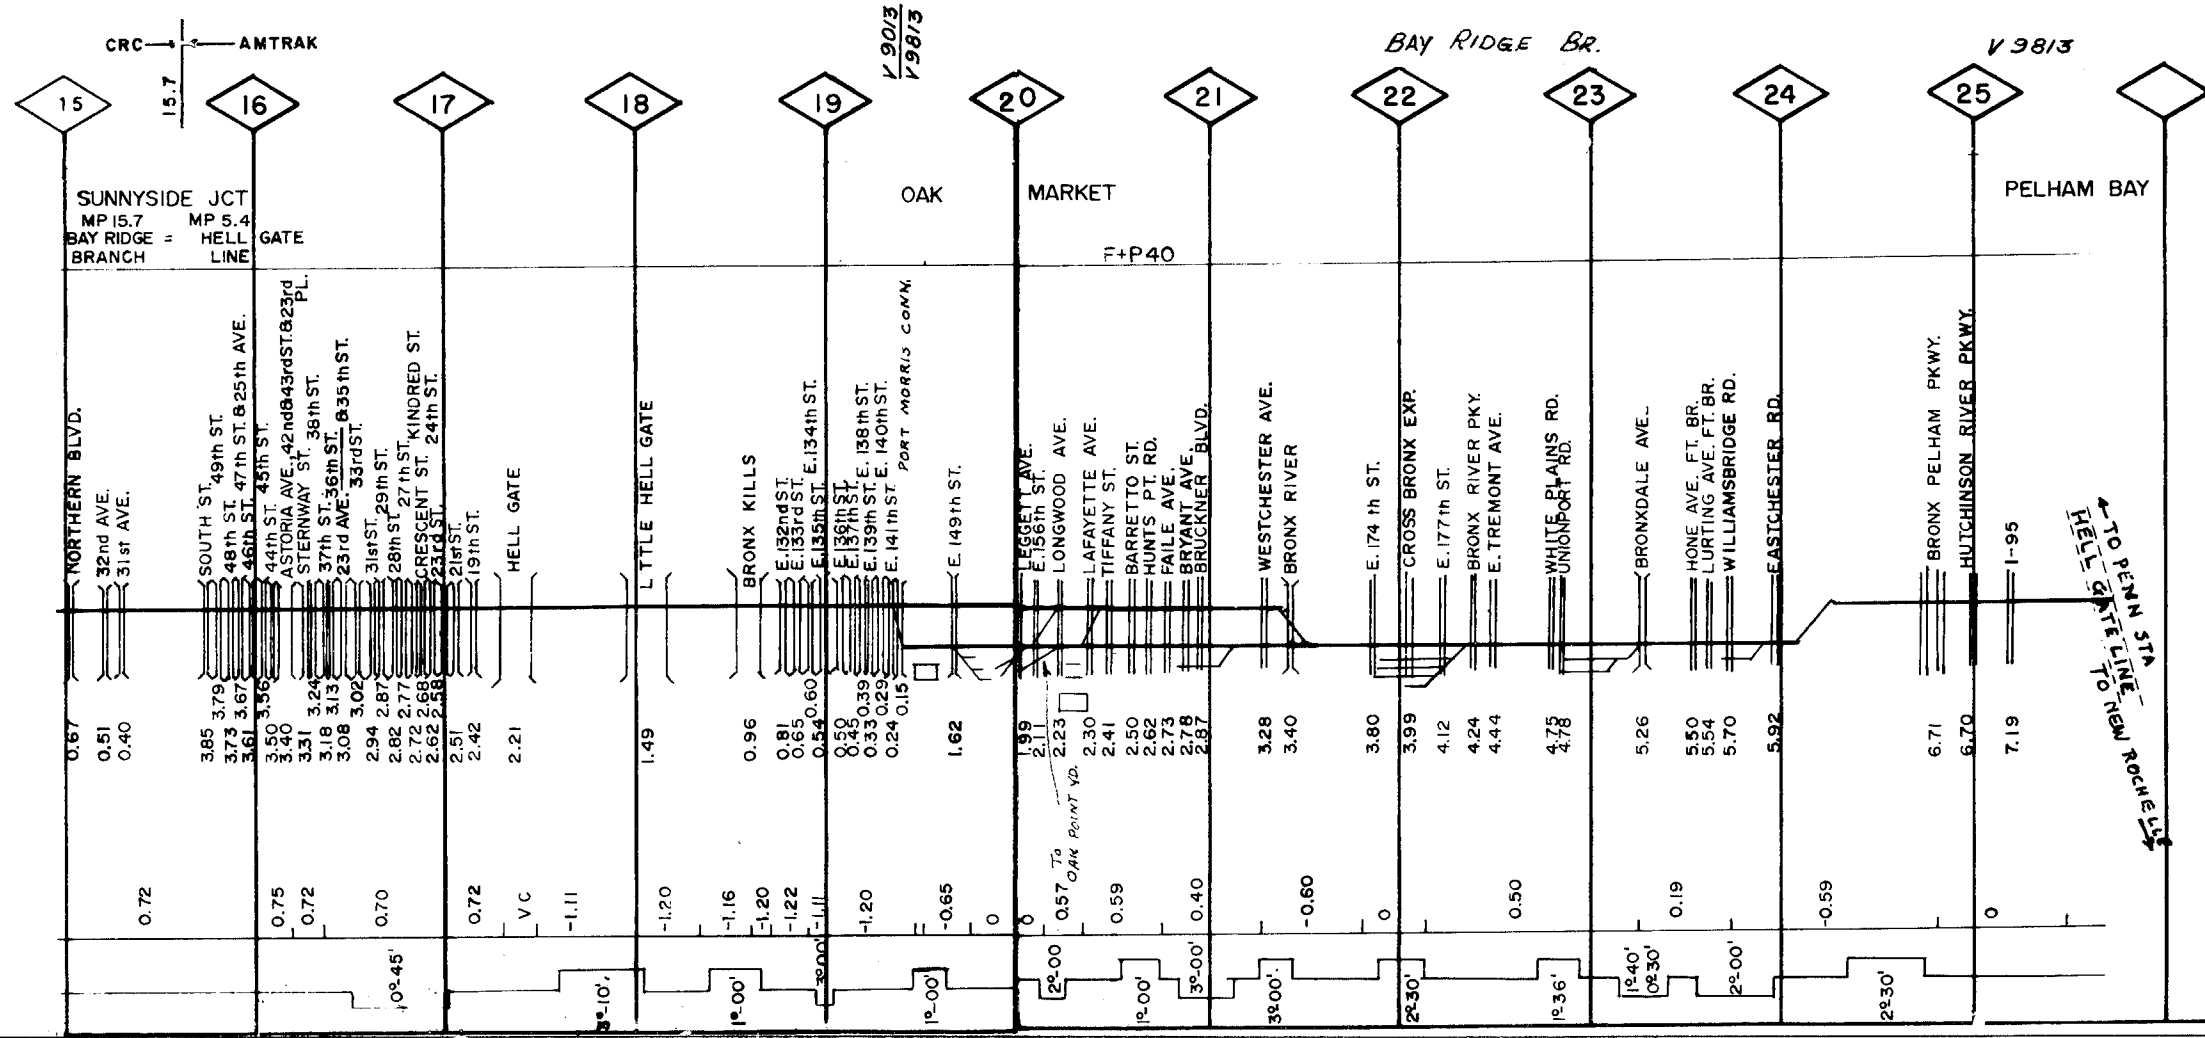 CRC AMTRAK
15.7
V 9013
V 9813
BAY RIDGE BR.
V 9813
15 16 17 18 19 20 21 22 23 24 25
SUNNYSIDE JCT
MP 15.7 MP 5.4
BAY RIDGE = HELL GATE
BRANCH LINE
OAK
MARKET
PELHAM BAY
F+P40
NORTHERN BLVD.
32nd AVE.
31st AVE.
SOUTH ST.
49th ST.
48th ST.
47th ST. & 25th AVE.
46th ST.
45th ST.
44th ST.
ASTORIA AVE., 42nd & 43rd ST. & 23rd PL.
STERNWAY ST.
38th ST.
37th ST.
36th ST.
23rd AVE. & 35th ST.
33rd ST.
31st ST.
29th ST.
28th ST.
27th ST.
KINDRED ST.
CRESCENT ST.
24th ST.
23rd ST.
21st ST.
19th ST.
HELL GATE
LTTLE HELL GATE
BRONX KILLS
E. 132nd ST.
E. 133rd ST.
E. 134th ST.
E. 135th ST.
E. 136th ST.
E. 137th ST.
E. 138th ST.
E. 139th ST.
E. 140th ST.
E. 141th ST.
PORT MORRIS CONN.
E. 149th ST.
LEGGETT AVE.
E. 156th ST.
LONGWOOD AVE.
LAFAYETTE AVE.
TIFFANY ST.
BARRETTO ST.
HUNTS PT. RD.
FAILE AVE.
BRYANT AVE.
BRUCKNER BLVD.
WESTCHESTER AVE.
BRONX RIVER
E. 174 th ST.
CROSS BRONX EXP.
E. 177th ST.
BRONX RIVER PKY.
E. TREMONT AVE.
WHITE PLAINS RD.
UNIONPORT RD.
BRONXDALE AVE.
HONE AVE. FT. BR.
LURTING AVE. FT. BR.
WILLIAMSBRIDGE RD.
EASTCHESTER RD.
BRONX PELHAM PKWY.
HUTCHINSON RIVER PKWY.
I-95
TO PENN STA
HELL GATE LINE
TO NEW ROCHELLE
0.67 0.51 0.40 3.85 3.79 3.73 3.67 3.61 3.56 3.50 3.40 3.31 3.24 3.18 3.13 3.08 3.02 2.94 2.87 2.82 2.77 2.72 2.68 2.62 2.58 2.51 2.42 2.21 1.49 0.96 0.81 0.65 0.60 0.54 0.50 0.45 0.39 0.33 0.29 0.24 0.15 1.62 1.99 2.11 2.23 2.30 2.41 2.50 2.62 2.73 2.78 2.87 3.28 3.40 3.80 3.99 4.12 4.24 4.44 4.75 4.78 5.26 5.50 5.54 5.70 5.92 6.71 6.70 7.19
TO
OAK POINT YD.
0.72 0.75 0.72 0.70 0.72 VC -1.11 -1.20 -1.16 -1.20 -1.22 -1.11 -1.20 -0.65 0 0 0.57 0.59 0.40 -0.60 0 0.50 0.19 -0.59 0
0°-45' 3°-10' 1°-00' 3°00' 1°-00' 2°-00 1°-00' 3°-00' 3°00' 2°30' 1°36' 1°40' 0°30' 2°-00' 2°30'